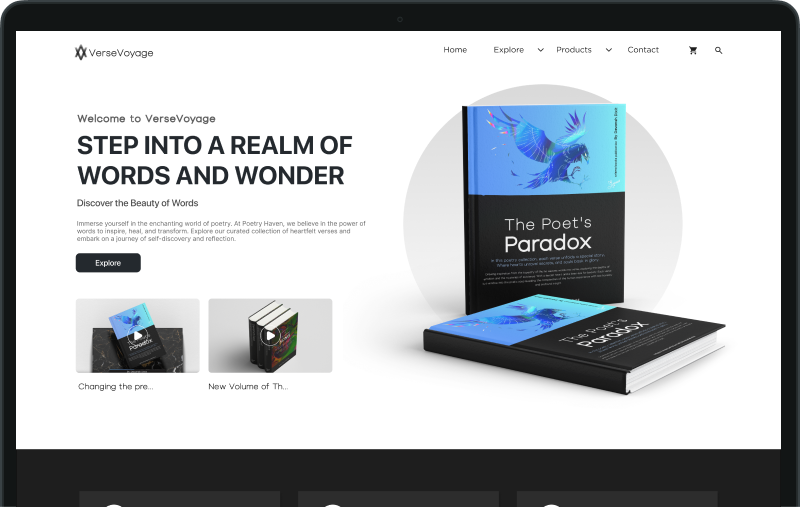 VerseVoyage
Home
Explore
Products
Contact
Welcome to VerseVoyage
STEP INTO A REALM OF
WORDS AND WONDER
Discover the Beauty of Words
Immerse yourself in the enchanting world of poetry. At Poetry Haven, we believe in the power of
words to inspire, heal, and transform. Explore our curated collection of heartfelt verses and
embark on a journey of self-discovery and reflection.
Explore
Paradox
Changing the pre...
New Volume of Th...
The Poet's
Paradox
The Poet's
Paradox